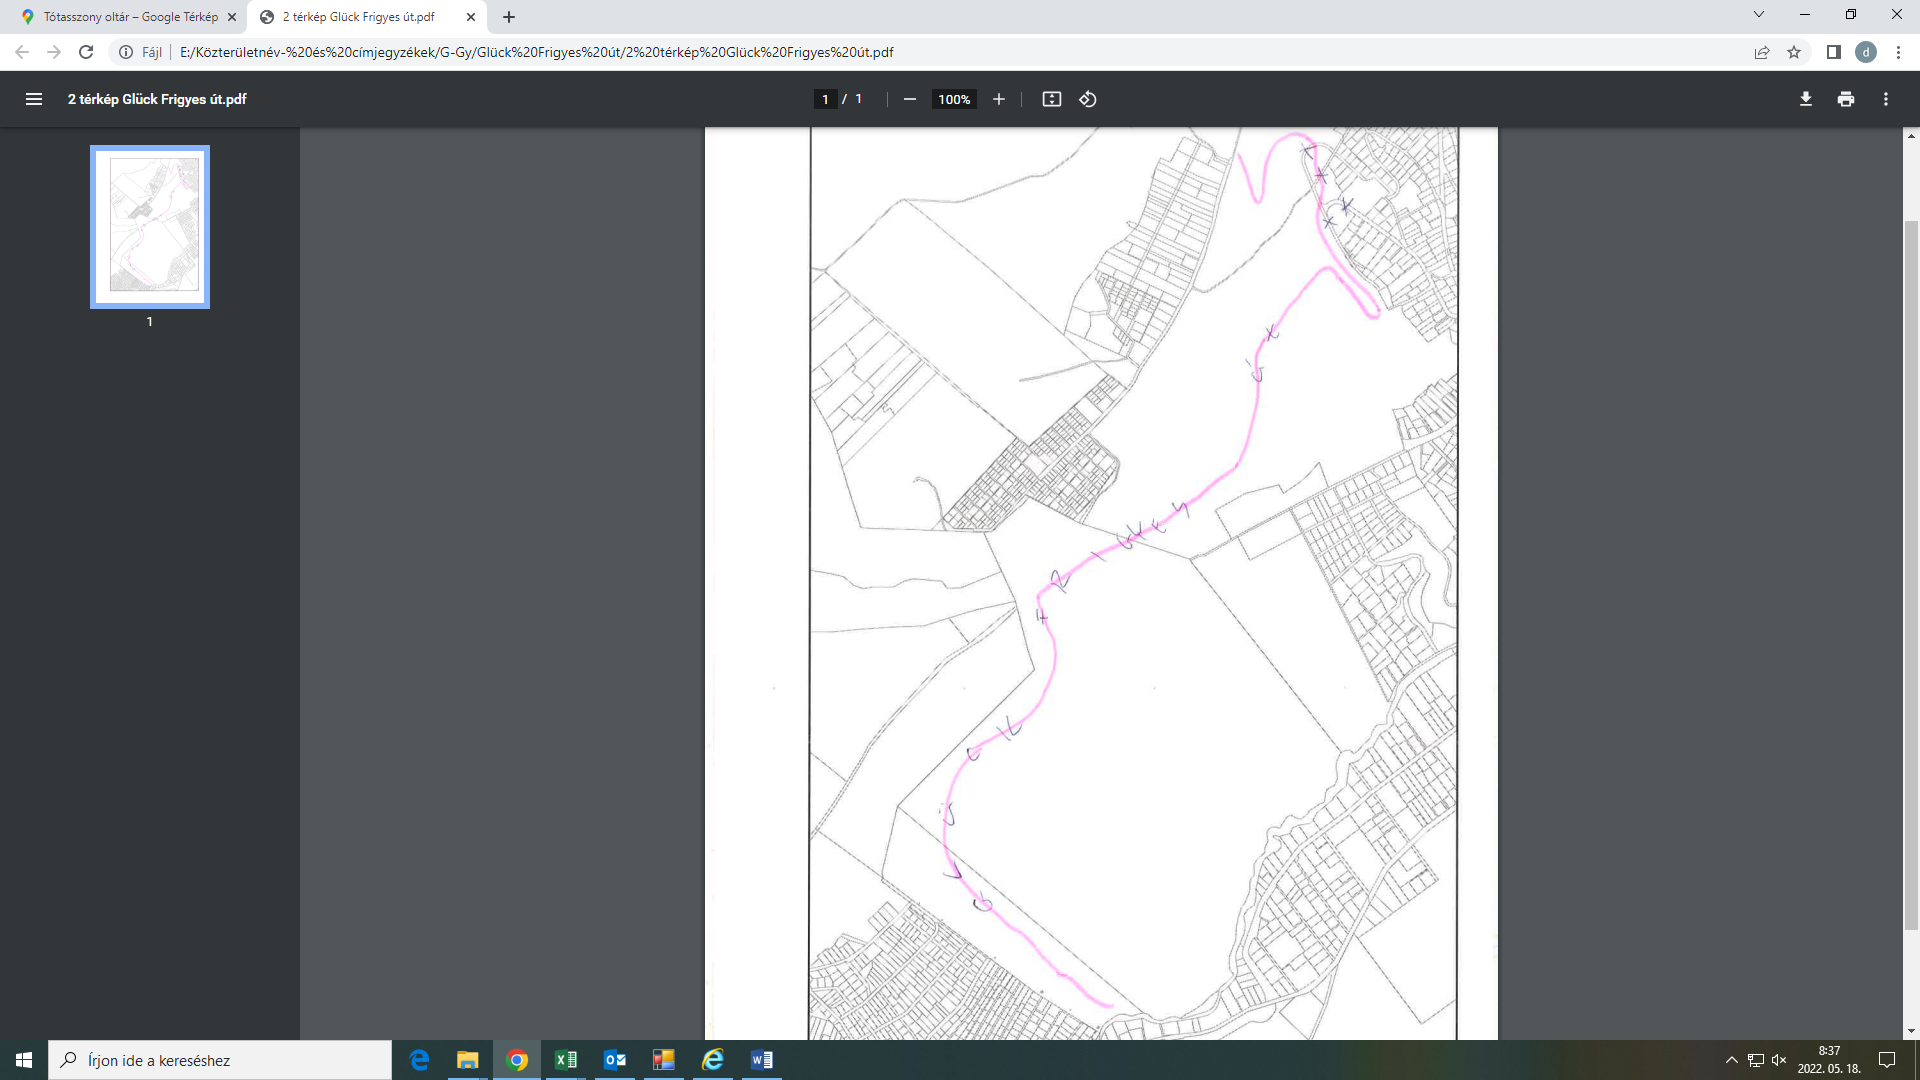 Tótasszony oltár – Google Térkép
2 térkép Glück Frigyes út.pdf
Fájl
E:/Közterületnév-%20és%20címjegyzékek/G-Gy/Glück%20Frigyes%20út/2%20térkép%20Glück%20Frigyes%20út.pdf
d
2 térkép Glück Frigyes út.pdf
1 / 1
100%
1
G L Ü C K F R I GY E S Ú
Írjon ide a kereséshez
8:37
2022. 05. 18.